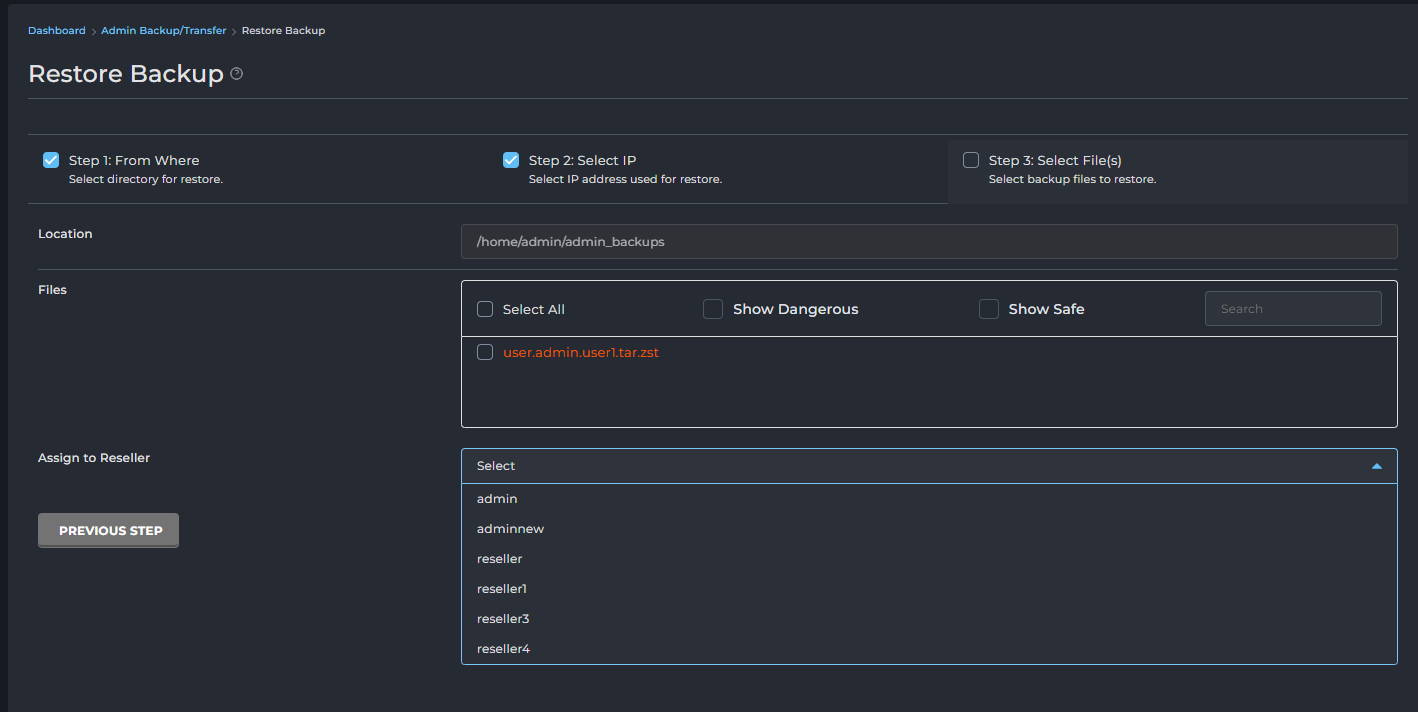 Dashboard > Admin Backup/Transfer > Restore Backup
Restore Backup ?
Step 1: From Where
Select directory for restore.
Step 2: Select IP
Select IP address used for restore.
Step 3: Select File(s)
Select backup files to restore.
Location
/home/admin/admin_backups
Files
Select All
Show Dangerous
Show Safe
Search
user.admin.user1.tar.zst
Assign to Reseller
Select
admin
adminnew
reseller
reseller1
reseller3
reseller4
PREVIOUS STEP